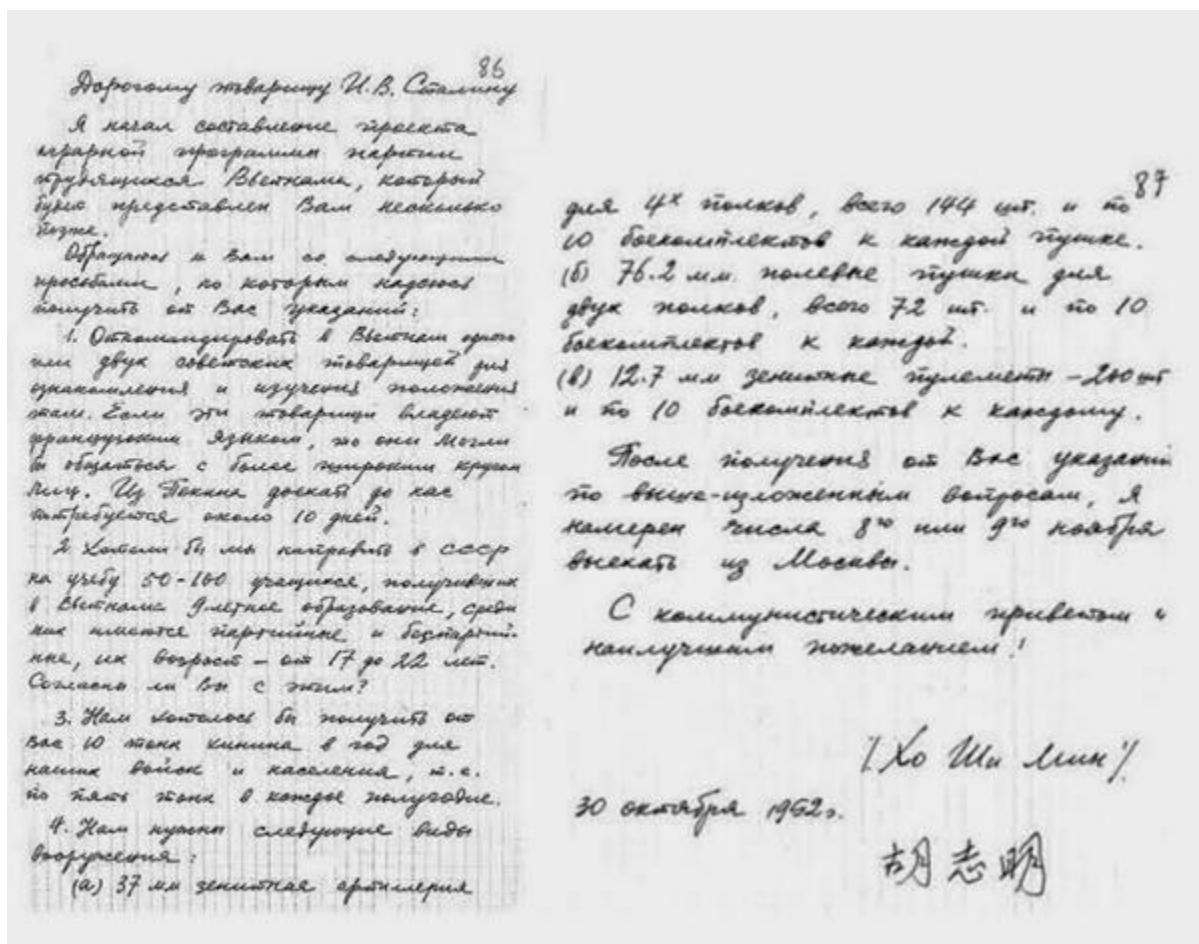 86
Дорогому товарищу И.В. Сталину
Я начал составление проекта
аграрной программы партии
трудящихся Вьетнама, который
будет представлен Вам несколько
позже.
Обращаюсь к Вам со следующими
просьбами, по которым надеюсь
получить от Вас указаний:
1. Откомандировать в Вьетнам одного
или двух советских товарищей для
ознакомления и изучения положения
там. Если эти товарищи владеют
французским языком, то они могли
бы общаться с более широким кругом
лиц. Из Пекина доехать до нас
потребуется около 10 дней.
2. Хотели бы мы направить в СССР
на учебу 50-100 учащихся, получивших
в Вьетнаме 9летное образование, среди
них имеются партийные и беспартий-
ные, их возраст - от 17 до 22 лет.
Согласны ли Вы с этим?
3. Нам хотелось бы получить от
Вас 10 тонн хинина в год для
наших войск и населения, т.е.
по пять тонн в каждое полугодие.
4. Нам нужны следующие виды
вооружения:
(а) 37 мм зенитная артиллерия
87
для 4х полков, всего 144 шт. и по
10 боекомплектов к каждой пушке.
(б) 76.2 мм. полевые пушки для
двух полков, всего 72 шт. и по 10
боекомплектов к каждой.
(в) 12.7 мм зенитные пулеметы - 200 шт
и по 10 боекомплектов к каждому.
После получения от Вас указаний
по выше-изложенным вопросам, я
намерен числа 8го или 9го ноября
выехать из Москвы.
С коммунистическим приветом и
наилучшим пожеланием!
/Хо Ши Мин/
30 октября 1952г.
胡志明